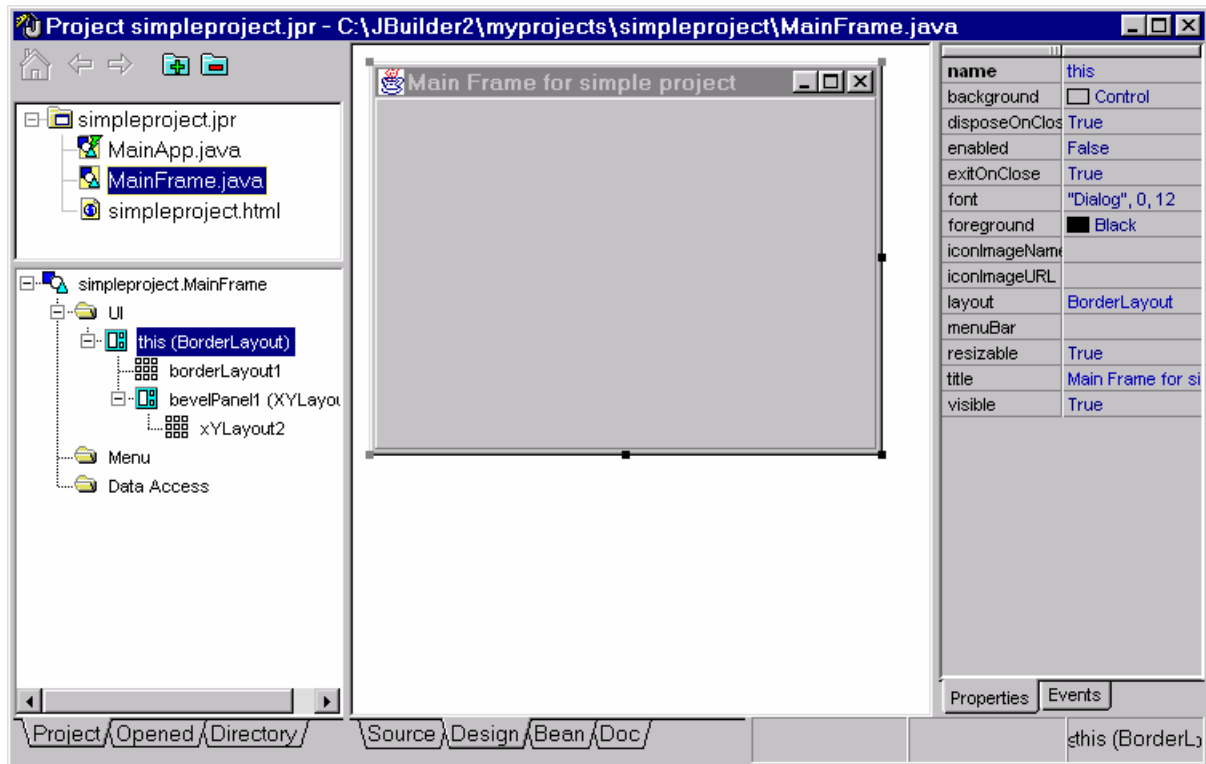 Project simpleproject.jpr - C:\JBuilder2\myprojects\simpleproject\MainFrame.java
simpleproject.jpr
MainApp.java
MainFrame.java
simpleproject.html
simpleproject.MainFrame
UI
this (BorderLayout)
borderLayout1
bevelPanel1 (XYLayou
xYLayout2
Menu
Data Access
Project
Opened
Directory
Main Frame for simple project
Source
Design
Bean
Doc
name this
background Control
disposeOnClos True
enabled False
exitOnClose True
font "Dialog", 0, 12
foreground Black
iconImageName
iconImageURL
layout BorderLayout
menuBar
resizable True
title Main Frame for si
visible True
Properties
Events
this (BorderL